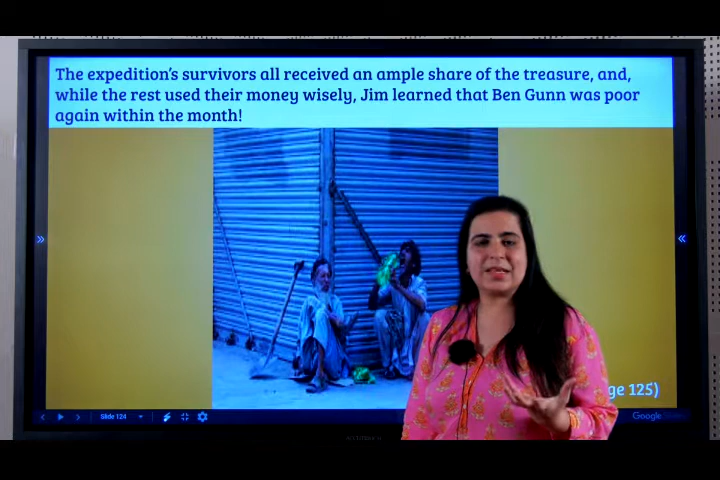 The expedition's survivors all received an ample share of the treasure, and,
while the rest used their money wisely, Jim learned that Ben Gunn was poor
again within the month!
ge 125)
Slide 124
Google